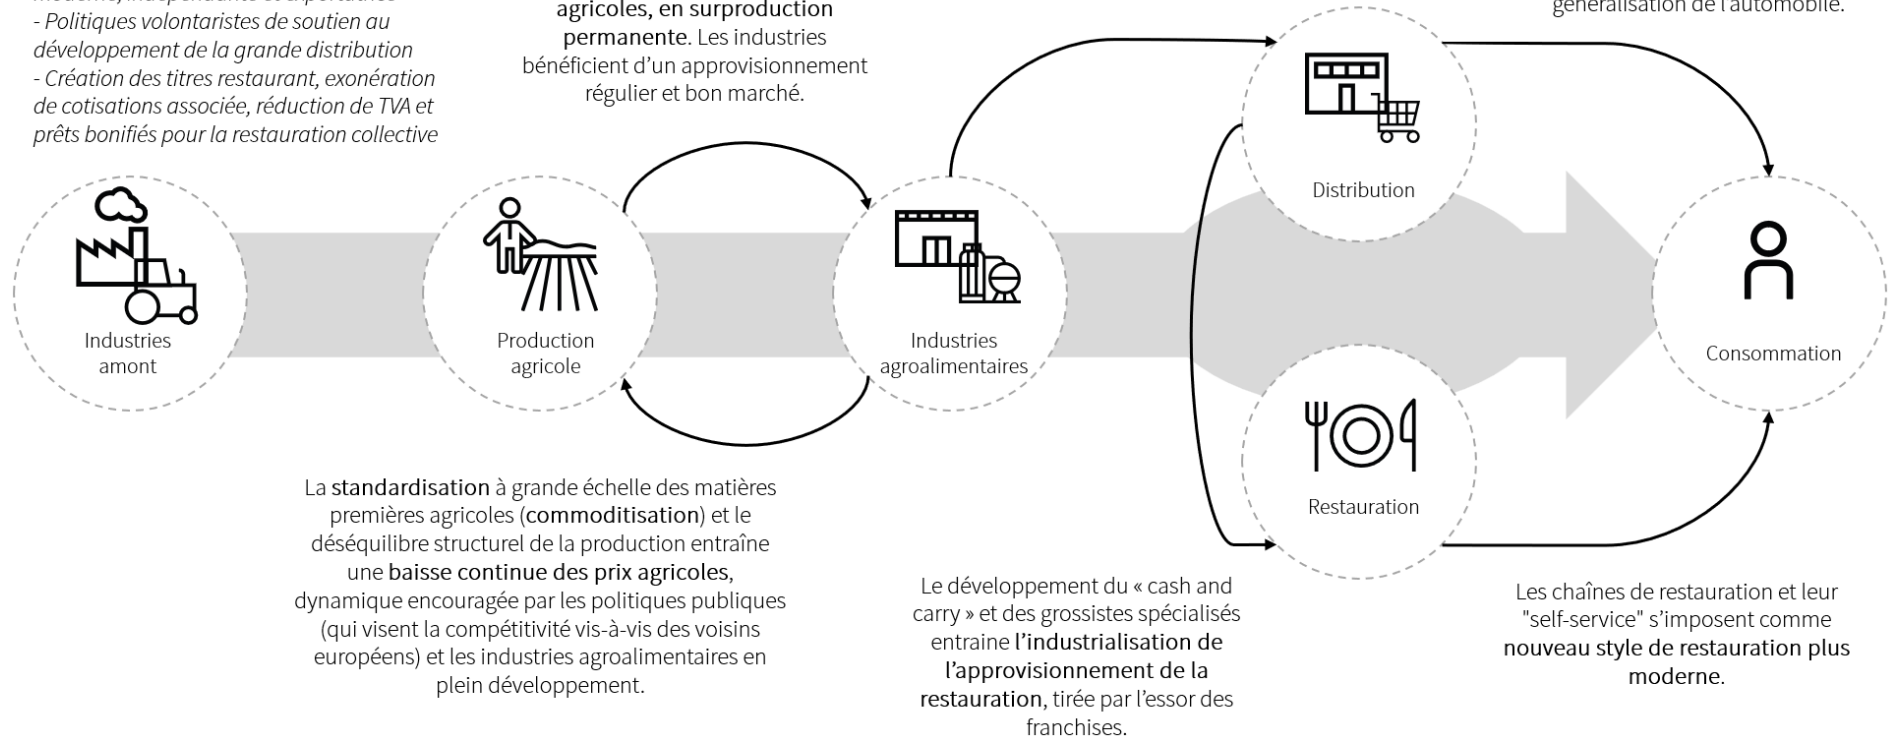 - Politiques volontaristes de soutien au
développement de la grande distribution
- Création des titres restaurant, exonération
de cotisations associée, réduction de TVA et
prêts bonifiés pour la restauration collective
agricoles, en surproduction
permanente. Les industries
bénéficient d’un approvisionnement
régulier et bon marché.
généralisation de l’automobile.
Industries
amont
Production
agricole
Industries
agroalimentaires
Distribution
Restauration
Consommation
La standardisation à grande échelle des matières
premières agricoles (commoditisation) et le
déséquilibre structurel de la production entraîne
une baisse continue des prix agricoles,
dynamique encouragée par les politiques publiques
(qui visent la compétitivité vis-à-vis des voisins
européens) et les industries agroalimentaires en
plein développement.
Le développement du « cash and
carry » et des grossistes spécialisés
entraine l’industrialisation de
l’approvisionnement de la
restauration, tirée par l’essor des
franchises.
Les chaînes de restauration et leur
"self-service" s’imposent comme
nouveau style de restauration plus
moderne.